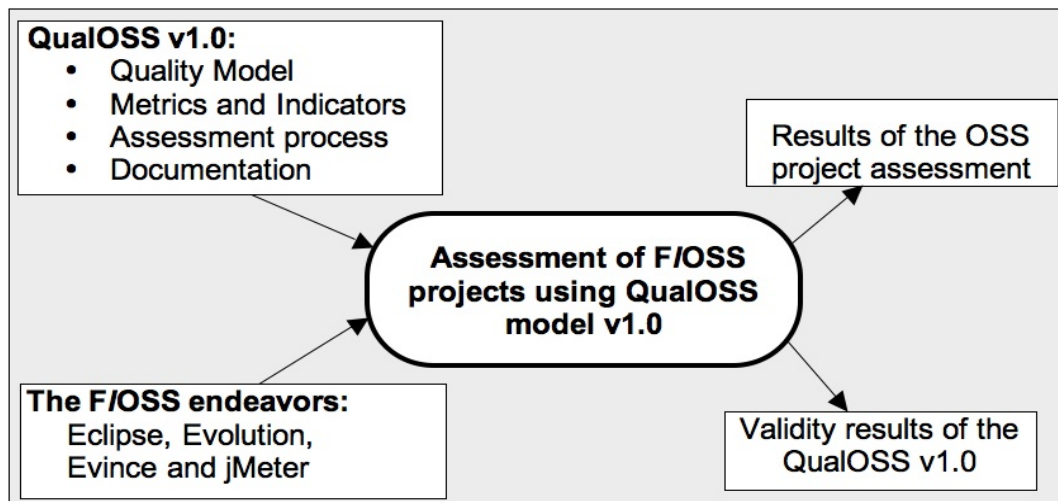 QualOSS v1.0:
• Quality Model
• Metrics and Indicators
• Assessment process
• Documentation
Results of the OSS
project assessment
Assessment of F/OSS
projects using QualOSS
model v1.0
The F/OSS endeavors:
Eclipse, Evolution,
Evince and jMeter
Validity results of the
QualOSS v1.0